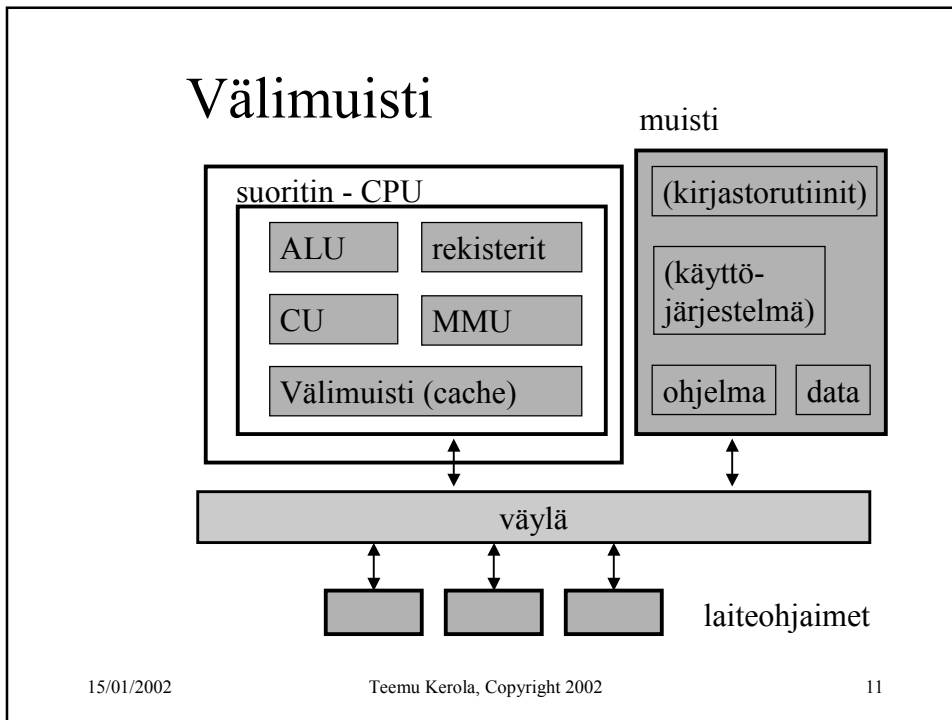 Välimuisti
muisti
suoritin - CPU
ALU
rekisterit
CU
MMU
Välimuisti (cache)
(kirjastorutiinit)
(käyttö-
järjestelmä)
ohjelma
data
väylä
laiteohjaimet
15/01/2002
Teemu Kerola, Copyright 2002
11